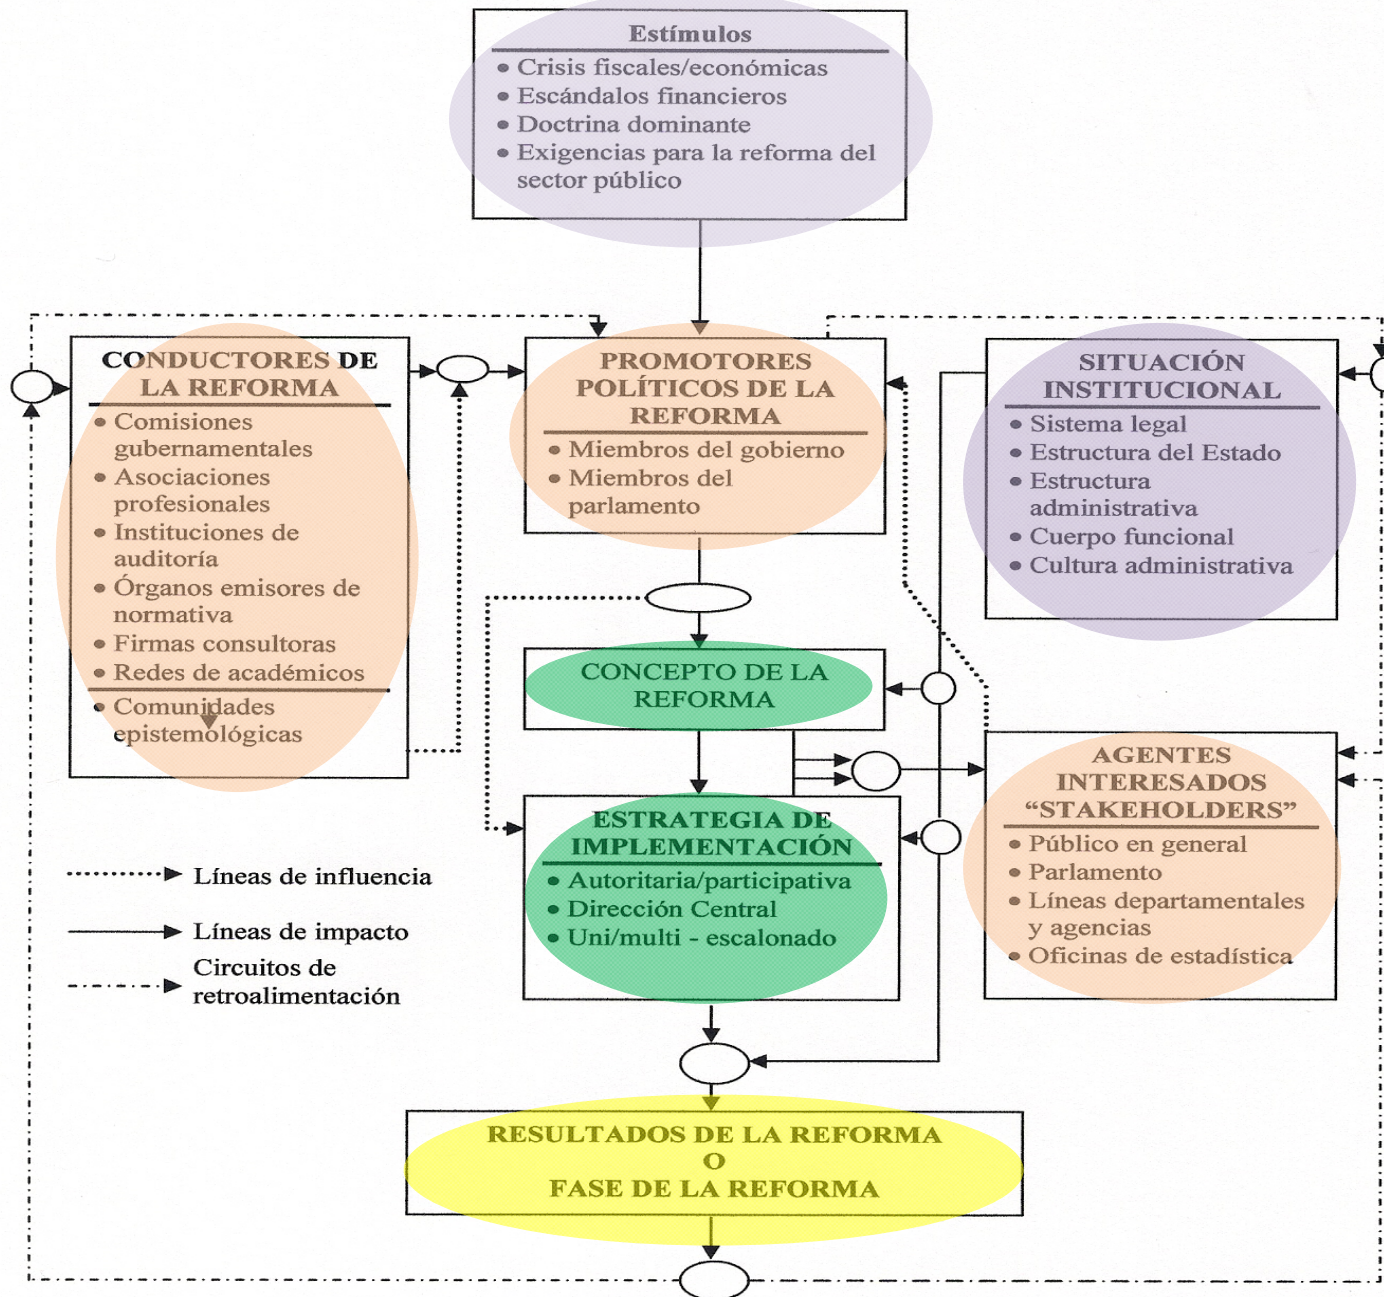 Estímulos
• Crisis fiscales/económicas
• Escándalos financieros
• Doctrina dominante
• Exigencias para la reforma del
sector público
CONDUCTORES DE
LA REFORMA
• Comisiones
gubernamentales
• Asociaciones
profesionales
• Instituciones de
auditoría
• Órganos emisores de
normativa
• Firmas consultoras
• Redes de académicos
• Comunidades
epistemológicas
PROMOTORES
POLÍTICOS DE LA
REFORMA
• Miembros del gobierno
• Miembros del
parlamento
SITUACIÓN
INSTITUCIONAL
• Sistema legal
• Estructura del Estado
• Estructura
administrativa
• Cuerpo funcional
• Cultura administrativa
CONCEPTO DE LA
REFORMA
ESTRATEGIA DE
IMPLEMENTACIÓN
• Autoritaria/participativa
• Dirección Central
• Uni/multi - escalonado
AGENTES
INTERESADOS
“STAKEHOLDERS”
• Público en general
• Parlamento
• Líneas departamentales
y agencias
• Oficinas de estadística
Líneas de influencia
Líneas de impacto
Circuitos de
retroalimentación
RESULTADOS DE LA REFORMA
O
FASE DE LA REFORMA